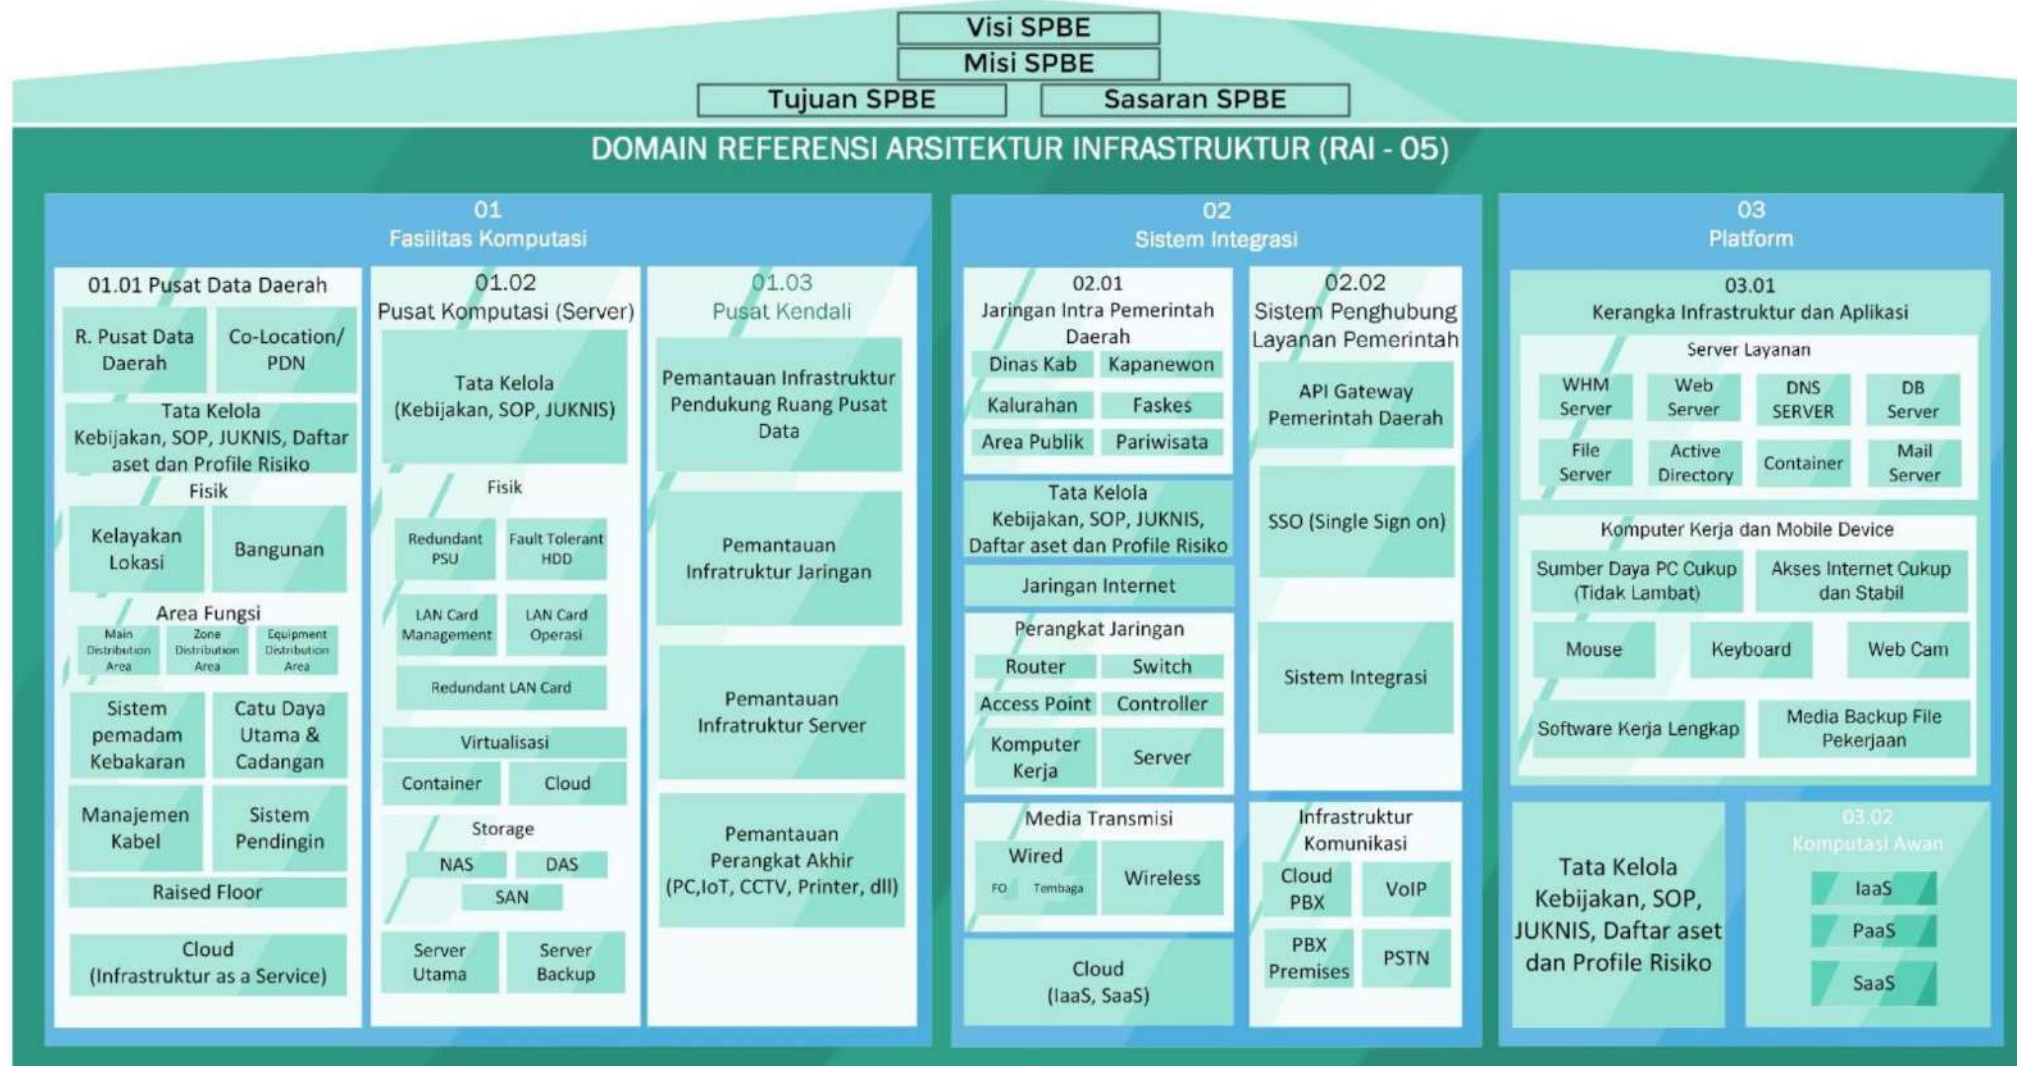 Visi SPBE
Misi SPBE
Tujuan SPBE
Sasaran SPBE
DOMAIN REFERENSI ARSITEKTUR INFRASTRUKTUR (RAI - 05)
01
Fasilitas Komputasi
01.01 Pusat Data Daerah
R. Pusat Data
Daerah
Co-Location/
PDN
Tata Kelola
Kebijakan, SOP, JUKNIS, Daftar
aset dan Profile Risiko
Fisik
Kelayakan
Lokasi
Bangunan
Area Fungsi
Main
Distribution
Area
Zone
Distribution
Area
Equipment
Distribution
Area
Sistem
pemadam
Kebakaran
Catu Daya
Utama &
Cadangan
Manajemen
Kabel
Sistem
Pendingin
Raised Floor
Cloud
(Infrastruktur as a Service)
01.02
Pusat Komputasi (Server)
Tata Kelola
(Kebijakan, SOP, JUKNIS)
Fisik
Redundant
PSU
Fault Tolerant
HDD
LAN Card
Management
LAN Card
Operasi
Redundant LAN Card
Virtualisasi
Container
Cloud
Storage
NAS
DAS
SAN
Server
Utama
Server
Backup
01.03
Pusat Kendali
Pemantauan Infrastruktur
Pendukung Ruang Pusat
Data
Pemantauan
Infratruktur Jaringan
Pemantauan
Infratruktur Server
Pemantauan
Perangkat Akhir
(PC,IoT, CCTV, Printer, dll)
02
Sistem Integrasi
02.01
Jaringan Intra Pemerintah
Daerah
Dinas Kab
Kapanewon
Kalurahan
Faskes
Area Publik
Pariwisata
Tata Kelola
Kebijakan, SOP, JUKNIS,
Daftar aset dan Profile Risiko
Jaringan Internet
Perangkat Jaringan
Router
Switch
Access Point
Controller
Komputer
Kerja
Server
Media Transmisi
Wired
FO
Tembaga
Wireless
Cloud
(IaaS, SaaS)
02.02
Sistem Penghubung
Layanan Pemerintah
API Gateway
Pemerintah Daerah
SSO (Single Sign on)
Sistem Integrasi
Infrastruktur
Komunikasi
Cloud
PBX
VoIP
PBX
Premises
PSTN
03
Platform
03.01
Kerangka Infrastruktur dan Aplikasi
Server Layanan
WHM
Server
Web
Server
DNS
SERVER
DB
Server
File
Server
Active
Directory
Container
Mail
Server
Komputer Kerja dan Mobile Device
Sumber Daya PC Cukup
(Tidak Lambat)
Akses Internet Cukup
dan Stabil
Mouse
Keyboard
Web Cam
Software Kerja Lengkap
Media Backup File
Pekerjaan
Tata Kelola
Kebijakan, SOP,
JUKNIS, Daftar aset
dan Profile Risiko
03.02
Komputasi Awan
IaaS
PaaS
SaaS